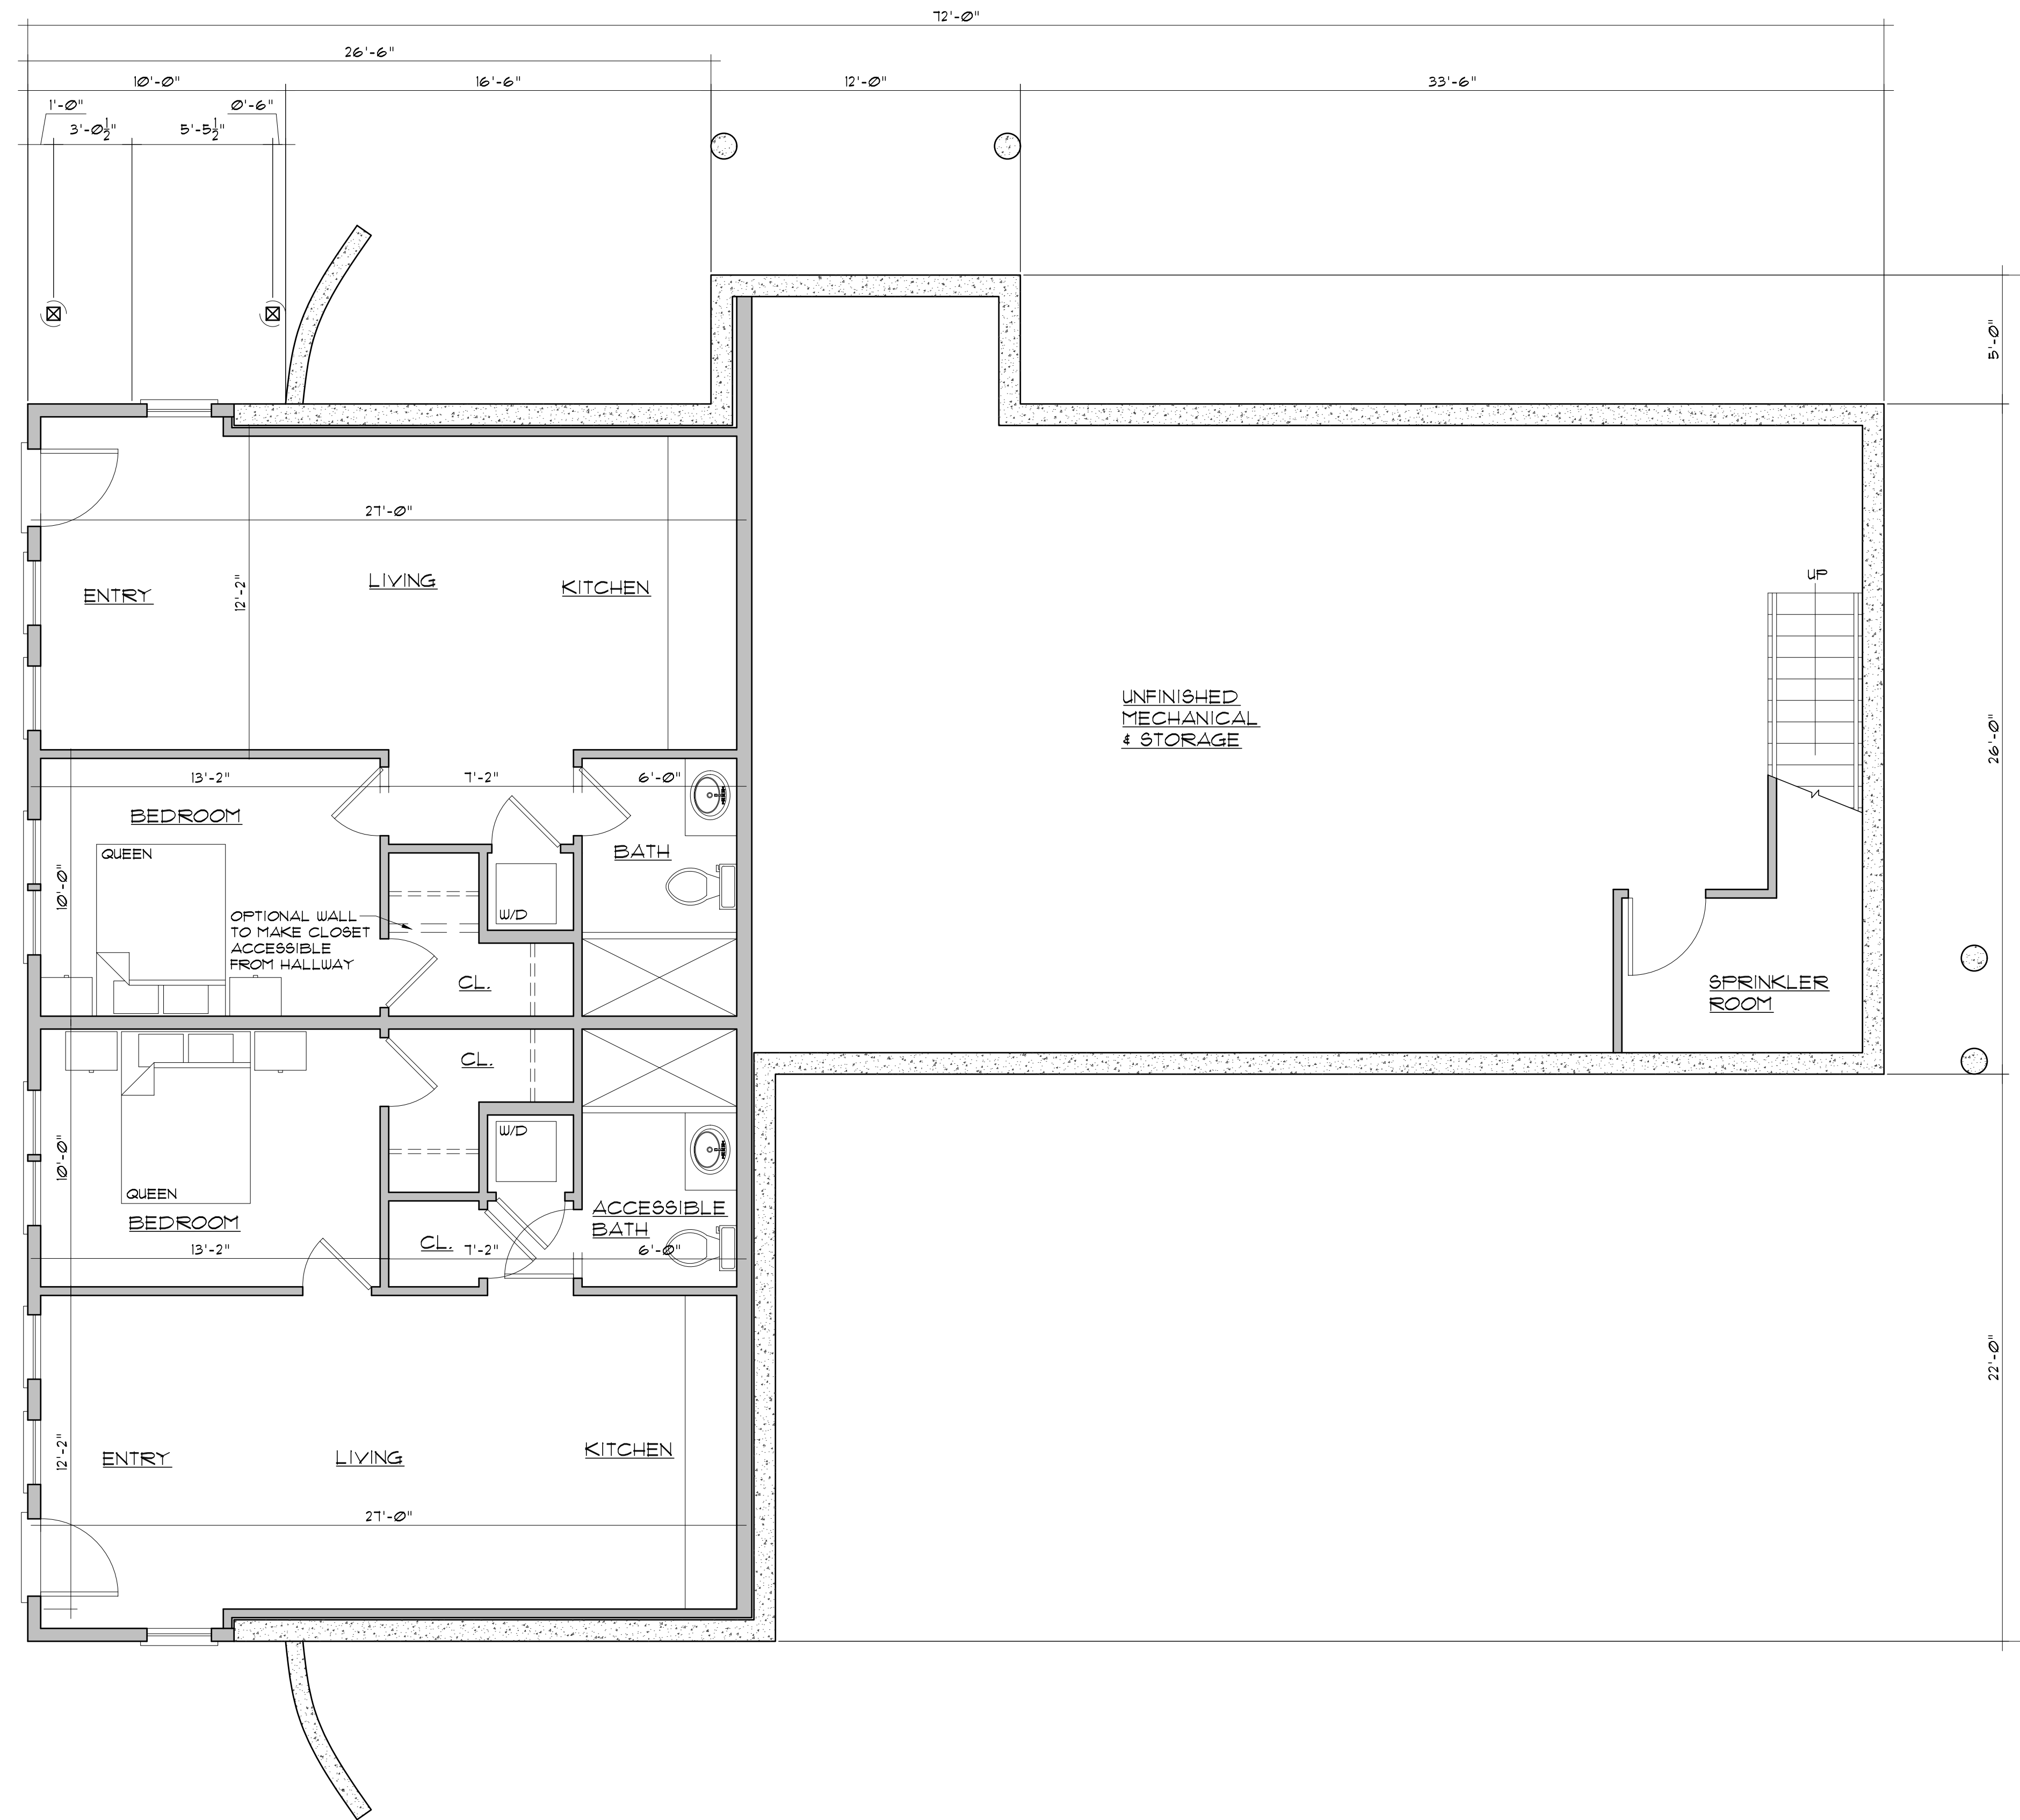 72'-0"
26'-6"
10'-0" 16'-6" 12'-0" 33'-6"
1'-0" 0'-6"
3'-0 1/2" 5'-5 1/2"
5'-0"
27'-0"
12'-2"
ENTRY
LIVING
KITCHEN
UP
UNFINISHED
MECHANICAL
& STORAGE
26'-0"
13'-2" 7'-2" 6'-0"
BEDROOM
QUEEN
BATH
10'-0"
OPTIONAL WALL
TO MAKE CLOSET
ACCESSIBLE
FROM HALLWAY
W/D
CL.
SPRINKLER
ROOM
CL.
W/D
10'-0"
QUEEN
BEDROOM
ACCESSIBLE
BATH
CL.
13'-2" 7'-2" 6'-0"
22'-0"
12'-2"
ENTRY
LIVING
KITCHEN
27'-0"